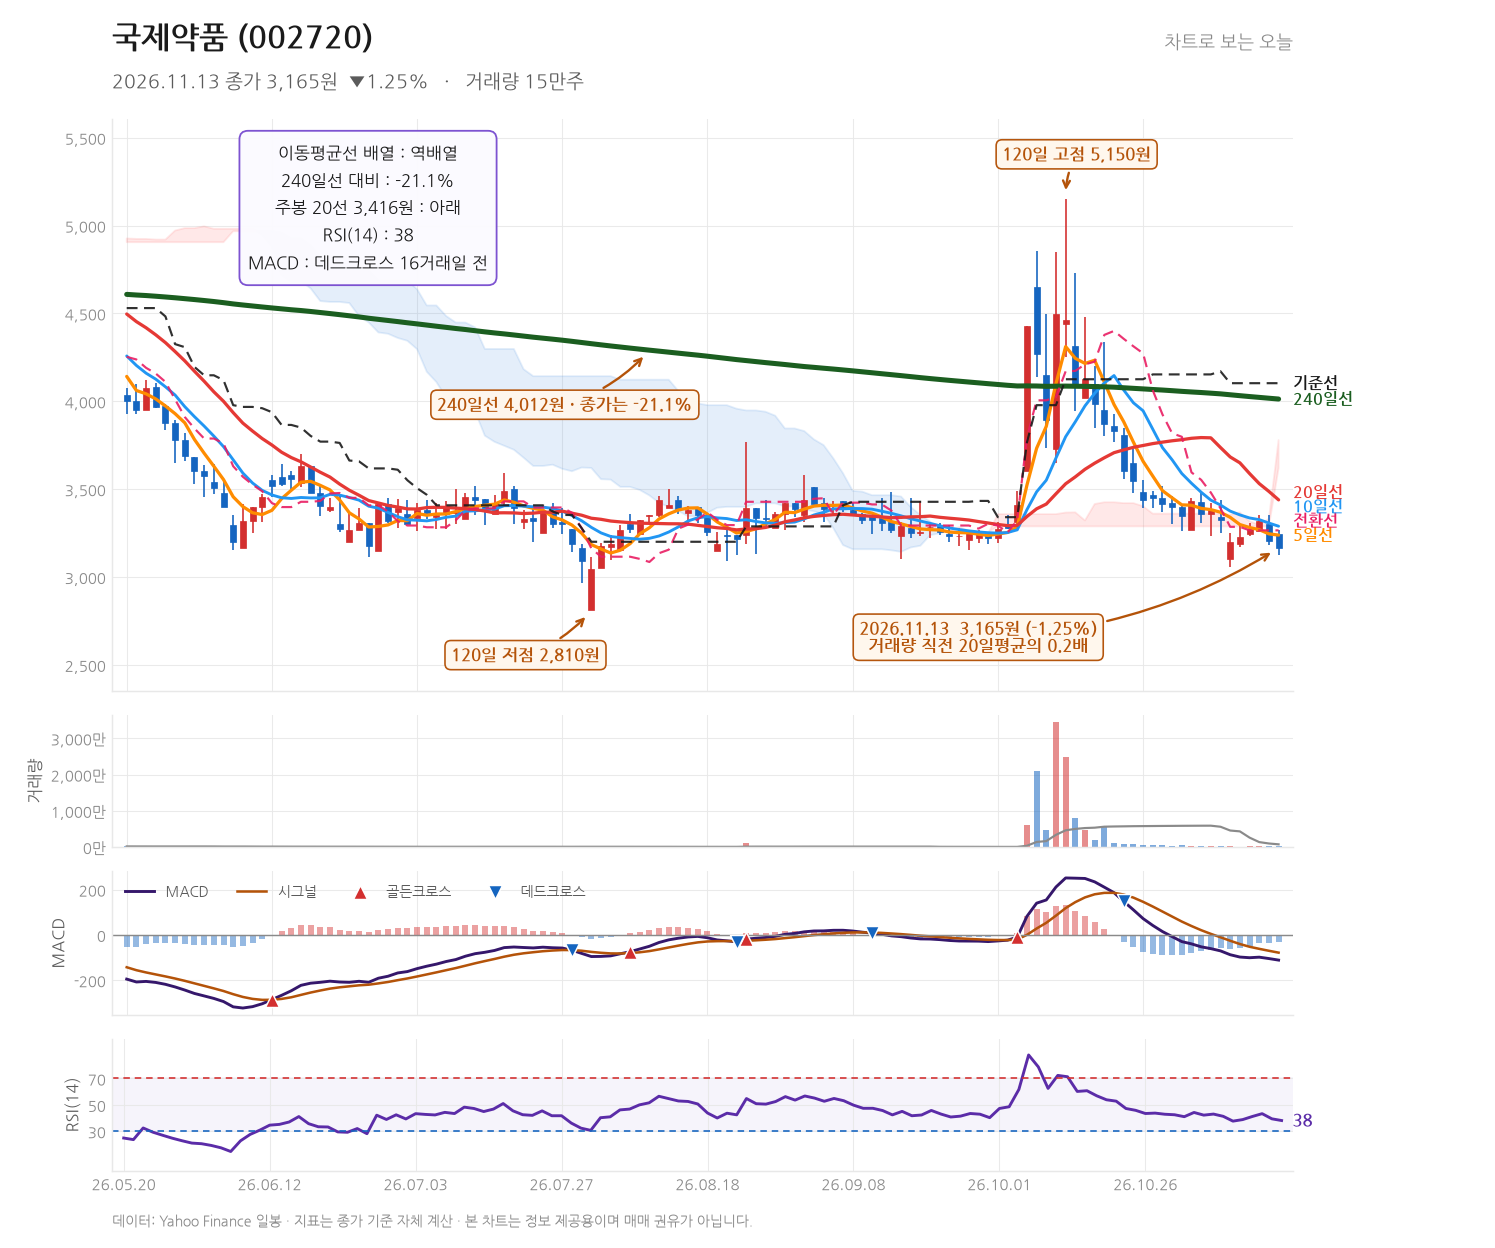 국제약품 (002720)
차트로 보는 오늘
2026.11.13 종가 3,165원 ▼1.25% · 거래량 15만주
5,500
5,000
4,500
4,000
3,500
3,000
2,500
이동평균선 배열 : 역배열
240일선 대비 : -21.1%
주봉 20선 3,416원 : 아래
RSI(14) : 38
MACD : 데드크로스 16거래일 전
120일 고점 5,150원
240일선 4,012원 · 종가는 -21.1%
120일 저점 2,810원
2026.11.13 3,165원 (-1.25%)
거래량 직전 20일평균의 0.2배
기준선
240일선
20일선
10일선
전환선
5일선
거래량
3,000만
2,000만
1,000만
0만
MACD
200
0
-200
MACD
시그널
골든크로스
데드크로스
RSI(14)
70
50
30
38
26.05.20
26.06.12
26.07.03
26.07.27
26.08.18
26.09.08
26.10.01
26.10.26
데이터: Yahoo Finance 일봉 · 지표는 종가 기준 자체 계산 · 본 차트는 정보 제공용이며 매매 권유가 아닙니다.